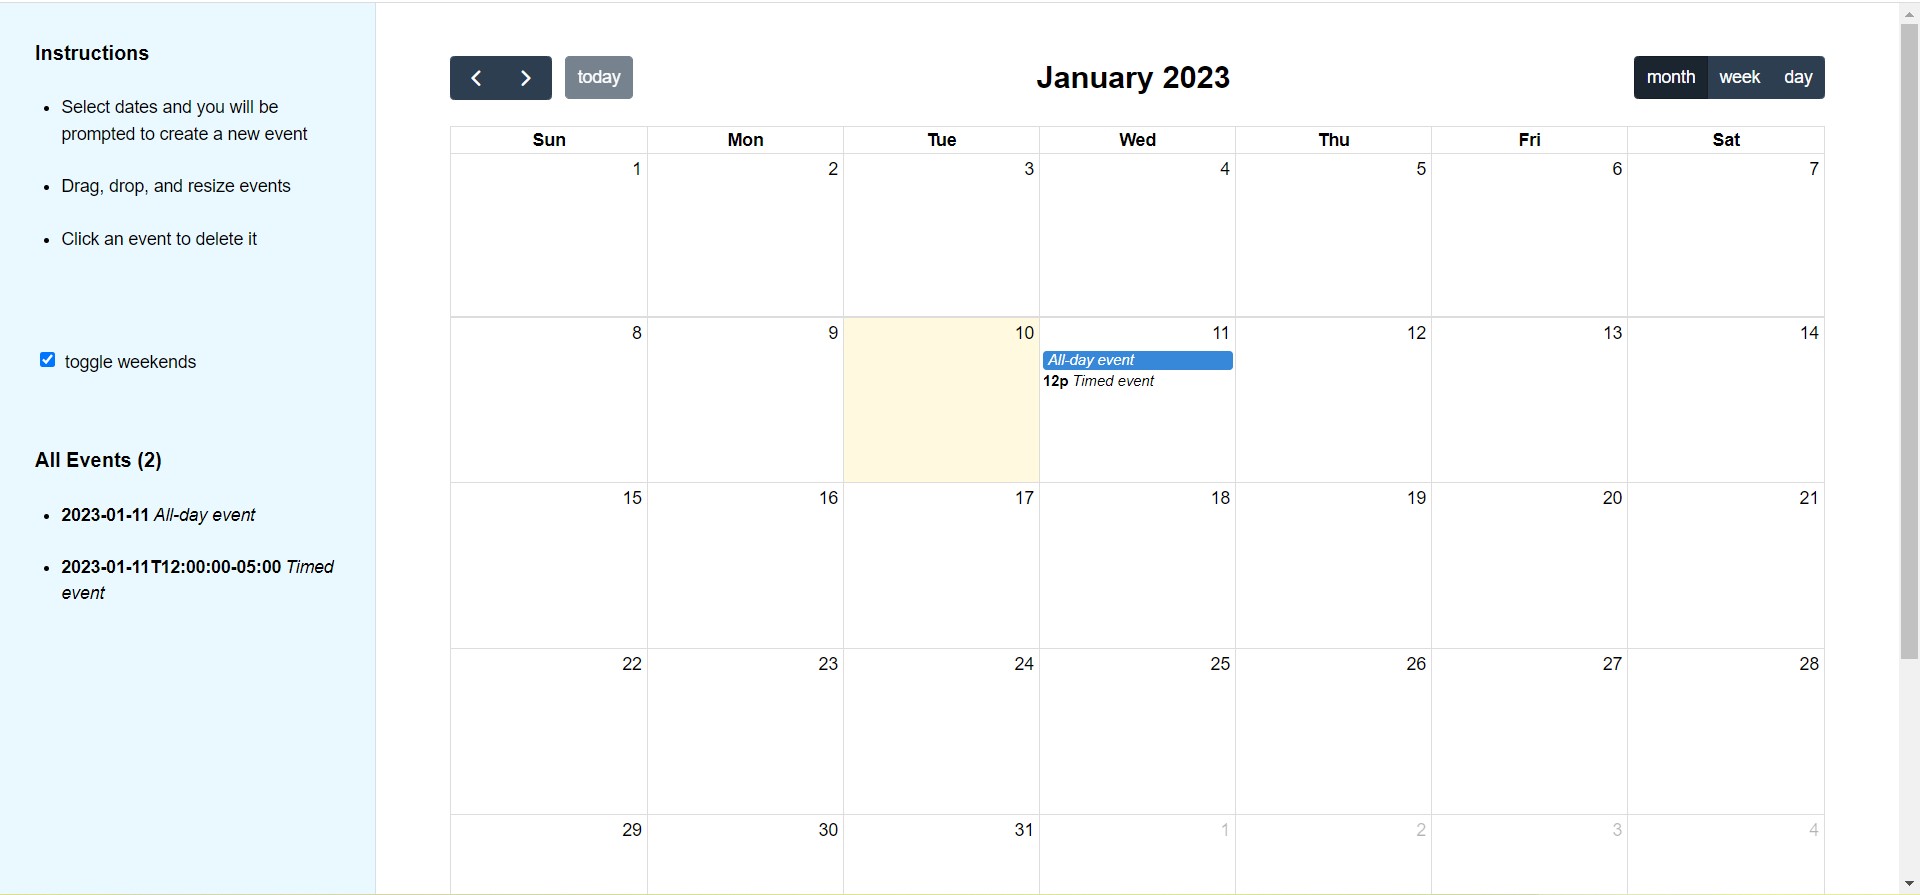 Instructions
Select dates and you will be
prompted to create a new event
Drag, drop, and resize events
Click an event to delete it
toggle weekends
All Events (2)
2023-01-11 All-day event
2023-01-11T12:00:00-05:00 Timed
event
today
January 2023
month week day
Sun Mon Tue Wed Thu Fri Sat
1 2 3 4 5 6 7
8 9 10 11 12 13 14
All-day event
12p Timed event
15 16 17 18 19 20 21
22 23 24 25 26 27 28
29 30 31 1 2 3 4